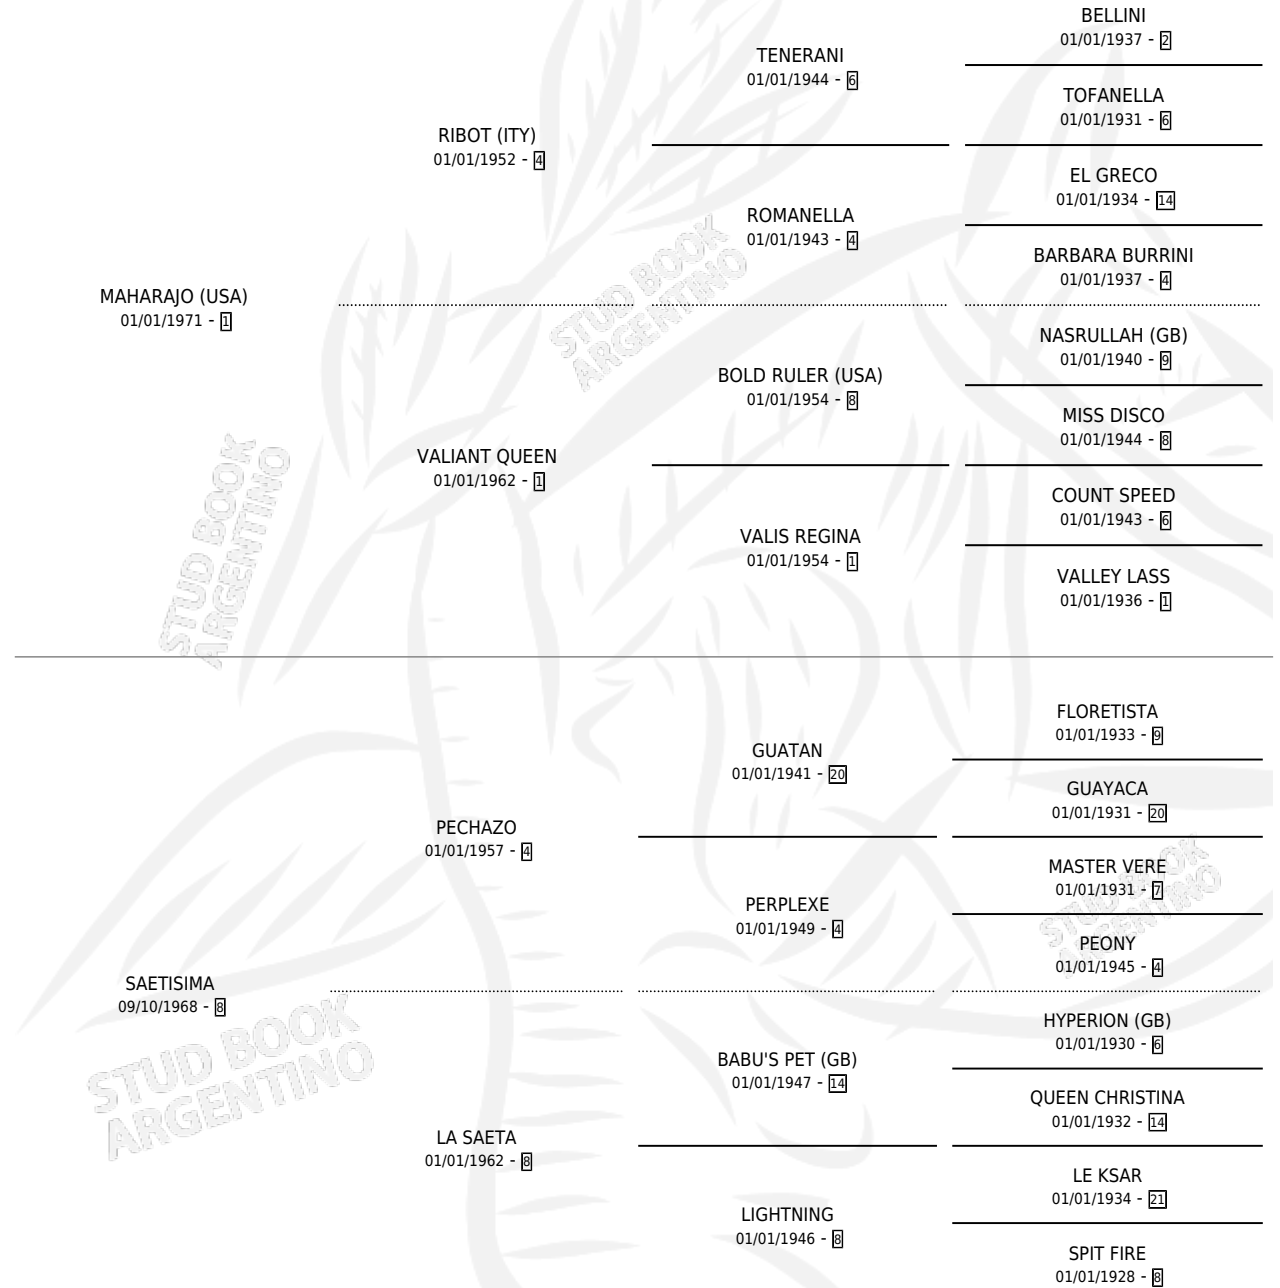 BELLINI
01/01/1937 - 2
TENERANI
01/01/1944 - 6
TOFANELLA
01/01/1931 - 6
RIBOT (ITY)
01/01/1952 - 4
EL GRECO
01/01/1934 - 14
ROMANELLA
01/01/1943 - 4
BARBARA BURRINI
01/01/1937 - 4
MAHARAJO (USA)
01/01/1971 - 1
STUD BOOK
ARGENTINO
NASRULLAH (GB)
01/01/1940 - 9
BOLD RULER (USA)
01/01/1954 - 8
MISS DISCO
01/01/1944 - 8
VALIANT QUEEN
01/01/1962 - 1
COUNT SPEED
01/01/1943 - 6
VALIS REGINA
01/01/1954 - 1
VALLEY LASS
01/01/1936 - 1
STUD BOOK
ARGENTINO
FLORETISTA
01/01/1933 - 9
GUATAN
01/01/1941 - 20
GUAYACA
01/01/1931 - 20
PECHAZO
01/01/1957 - 4
MASTER VERE
01/01/1931 - 7
PERPLEXE
01/01/1949 - 4
PEONY
01/01/1945 - 4
STUD BOOK
ARGENTINO
SAETISIMA
09/10/1968 - 8
HYPERION (GB)
01/01/1930 - 6
BABU'S PET (GB)
01/01/1947 - 14
QUEEN CHRISTINA
01/01/1932 - 14
STUD BOOK
ARGENTINO
LA SAETA
01/01/1962 - 8
LE KSAR
01/01/1934 - 21
LIGHTNING
01/01/1946 - 8
SPIT FIRE
01/01/1928 - 8